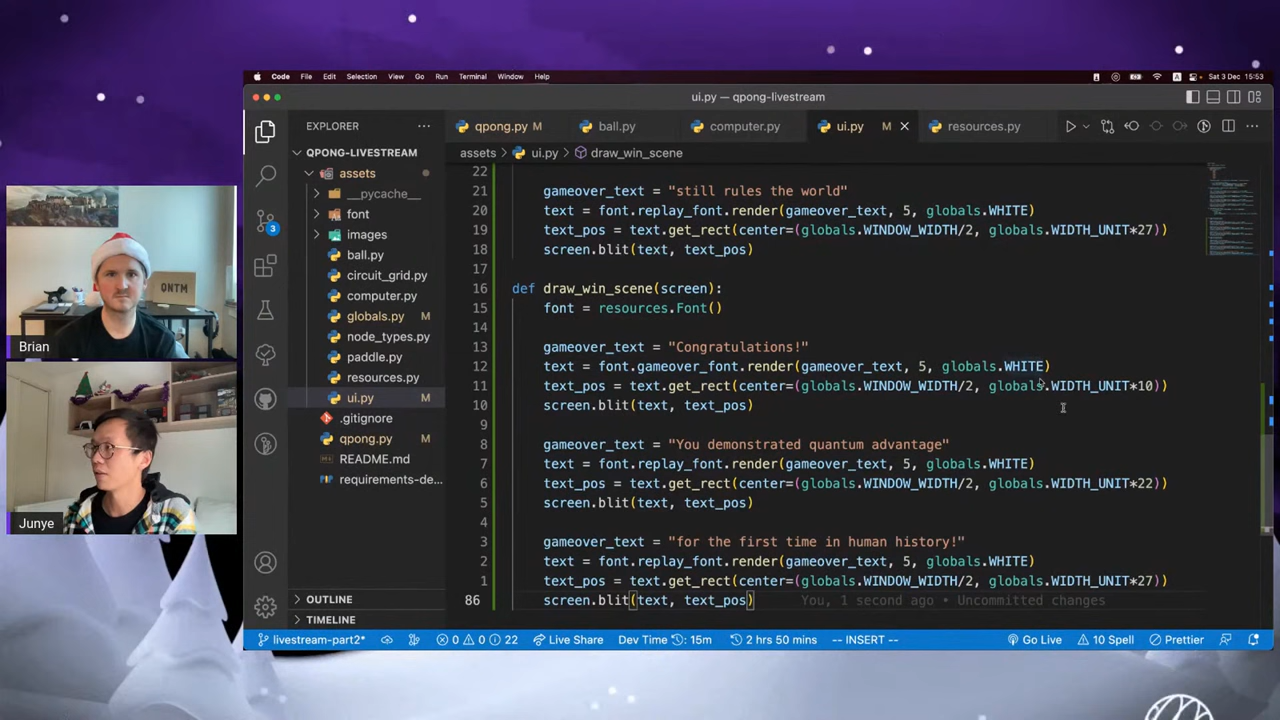 Code File Edit Selection View Go Run Terminal Window Help
Sat 3 Dec 15:53
ui.py — qpong-livestream
EXPLORER
qpong.py M ball.py computer.py ui.py M resources.py
QPONG-LIVESTREAM
assets > ui.py > draw_win_scene
assets
__pycache__
font
images
ball.py
circuit_grid.py
computer.py
globals.py
node_types.py
paddle.py
resources.py
ui.py M
.gitignore
qpong.py M
README.md
requirements-de...
OUTLINE
TIMELINE
3
22
21 gameover_text = "still rules the world"
20 text = font.replay_font.render(gameover_text, 5, globals.WHITE)
19 text_pos = text.get_rect(center=(globals.WINDOW_WIDTH/2, globals.WIDTH_UNIT*27))
18 screen.blit(text, text_pos)
17
16 def draw_win_scene(screen):
15 font = resources.Font()
14
13 gameover_text = "Congratulations!"
12 text = font.gameover_font.render(gameover_text, 5, globals.WHITE)
11 text_pos = text.get_rect(center=(globals.WINDOW_WIDTH/2, globals.WIDTH_UNIT*10))
10 screen.blit(text, text_pos)
9
8 gameover_text = "You demonstrated quantum advantage"
7 text = font.replay_font.render(gameover_text, 5, globals.WHITE)
6 text_pos = text.get_rect(center=(globals.WINDOW_WIDTH/2, globals.WIDTH_UNIT*22))
5 screen.blit(text, text_pos)
4
3 gameover_text = "for the first time in human history!"
2 text = font.replay_font.render(gameover_text, 5, globals.WHITE)
1 text_pos = text.get_rect(center=(globals.WINDOW_WIDTH/2, globals.WIDTH_UNIT*27))
86 screen.blit(text, text_pos) You, 1 second ago • Uncommitted changes
livestream-part2* 0 0 22 Live Share Dev Time : 15m 2 hrs 50 mins -- INSERT -- Go Live 10 Spell Prettier
ONTM
Brian
Junye